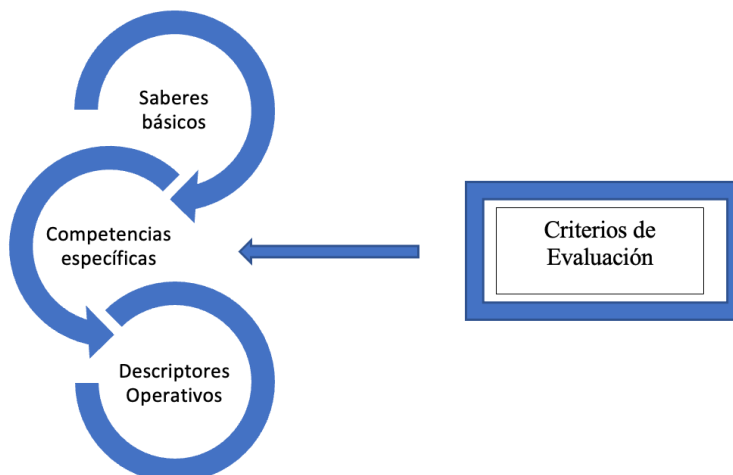 Saberes
básicos
Competencias
específicas
Criterios de
Evaluación
Descriptores
Operativos